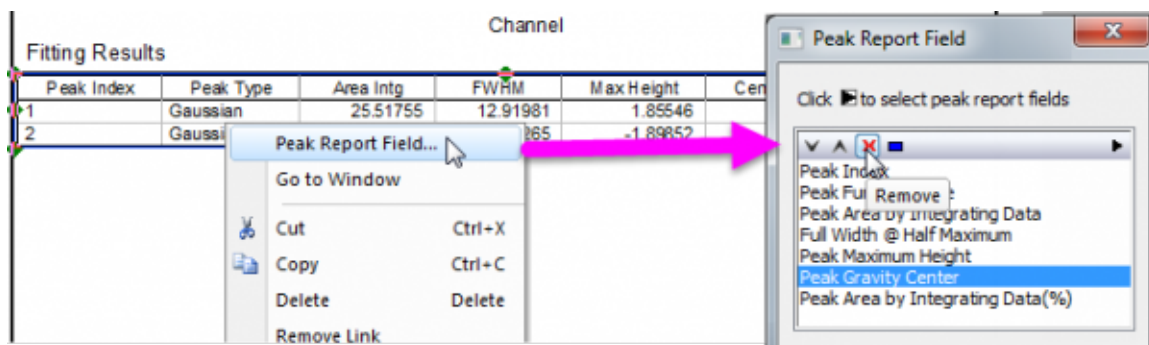 Channel
Fitting Results
Peak Index Peak Type Area Intg FWHM Max Height
1 Gaussian 25.51755 12.91981 1.85546
2 -1.89852
Peak Report Field...
Go to Window
Cut Ctrl+X
Copy Ctrl+C
Delete Delete
Remove Link
Peak Report Field
Click to select peak report fields
Peak Index
Remove
Peak Area by Integrating Data
Full Width @ Half Maximum
Peak Maximum Height
Peak Gravity Center
Peak Area by Integrating Data(%)